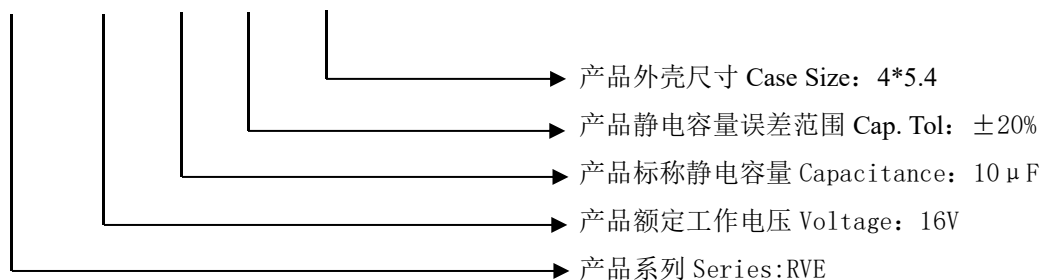 产品外壳尺寸 Case Size：4*5.4
产品静电容量误差范围 Cap. Tol：±20%
产品标称静电容量 Capacitance：10μF
产品额定工作电压 Voltage：16V
产品系列 Series:RVE